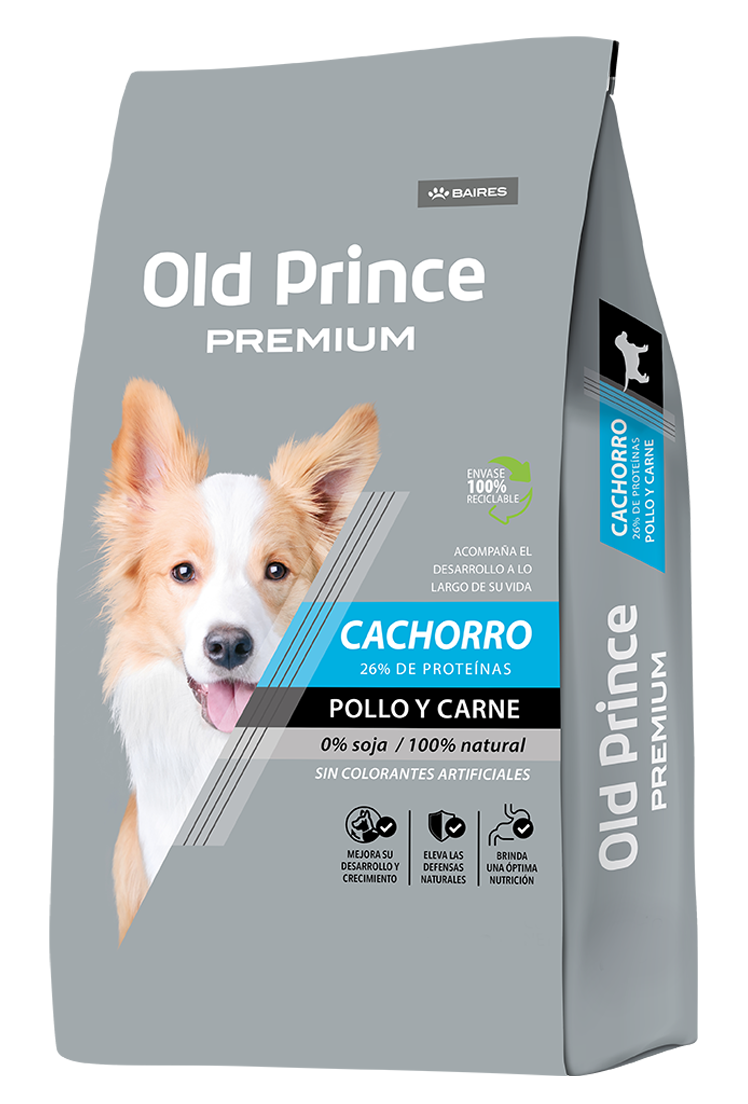 BAIRES
Old Prince
PREMIUM
ENVASE
100%
RECICLABLE
ACOMPAÑA EL
DESARROLLO A LO
LARGO DE SU VIDA
CACHORRO
26% DE PROTEÍNAS
POLLO Y CARNE
0% soja / 100% natural
SIN COLORANTES ARTIFICIALES
MEJORA SU
DESARROLLO Y
CRECIMIENTO
ELEVA LAS
DEFENSAS
NATURALES
BRINDA
UNA ÓPTIMA
NUTRICIÓN
CACHORRO
26% DE PROTEÍNAS
POLLO Y CARNE
Old Prince
PREMIUM